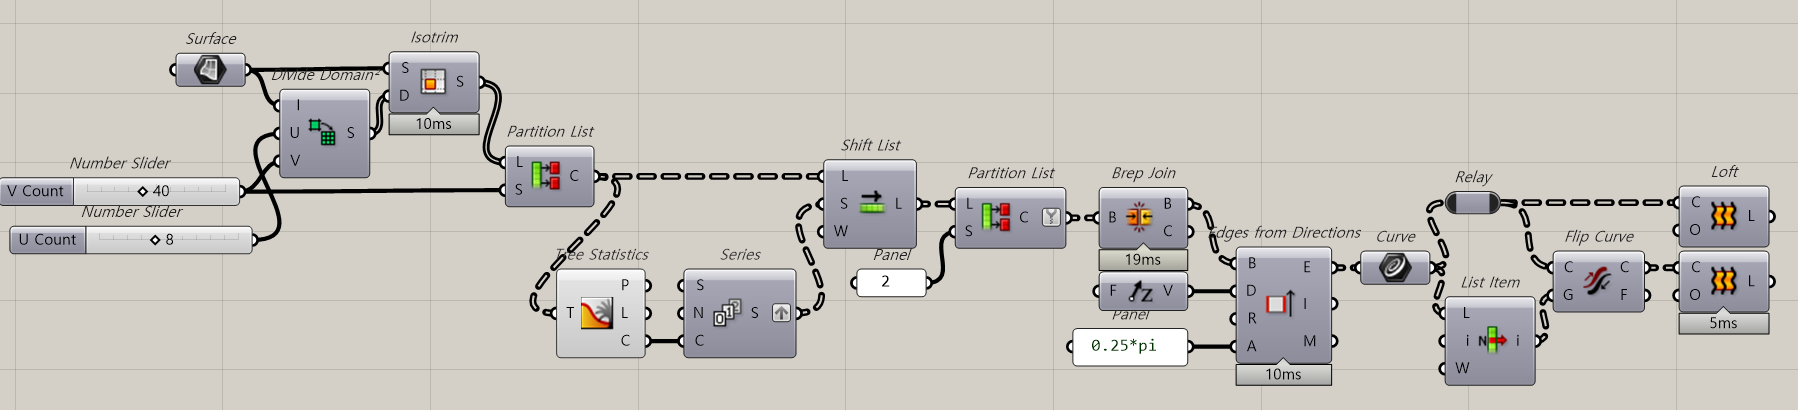 Surface
Divide Domain²
I
U
V
S
Isotrim
S
D
S
10ms
Number Slider
V Count
40
Number Slider
U Count
8
Partition List
L
S
C
Tree Statistics
T
P
L
C
Series
S
N
C
S
Shift List
L
S
W
L
Panel
2
Partition List
L
S
C
Brep Join
B
B
C
19ms
F
Z
V
Panel
0.25*pi
Edges from Directions
B
D
R
A
E
I
M
10ms
Curve
Relay
List Item
L
i
W
N
i
Flip Curve
C
G
C
F
Loft
C
O
L
C
O
L
5ms